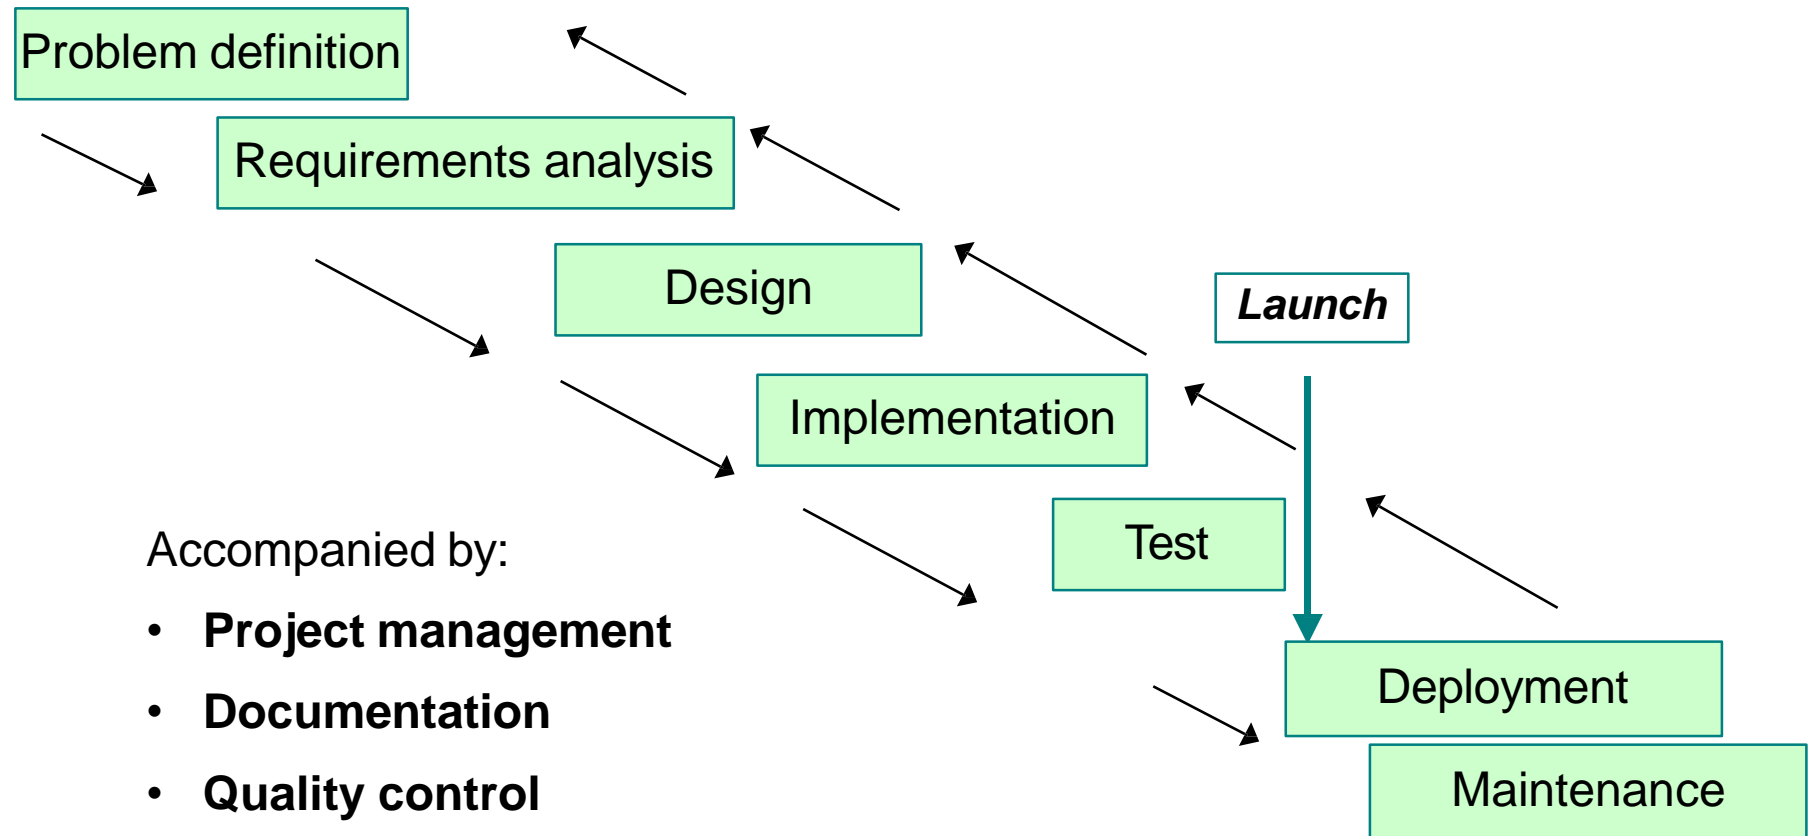 Problem definition
Requirements analysis
Design
Launch
Implementation
Test
Accompanied by:
• Project management
• Documentation
• Quality control
Deployment
Maintenance